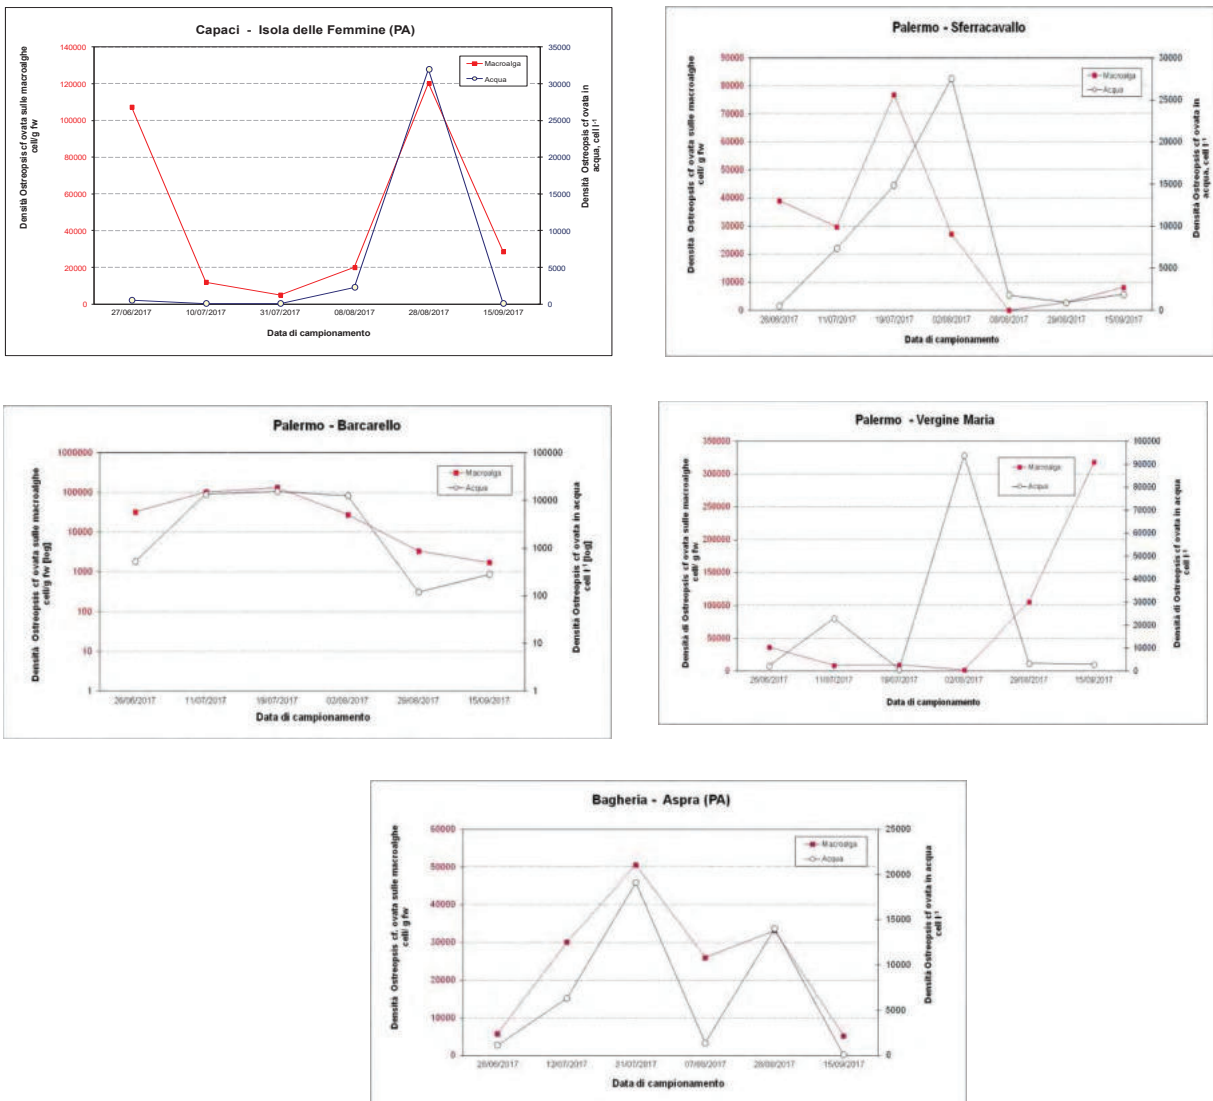 Capaci - Isola delle Femmine (PA)
Densità Ostreopsis cf ovata sulle macroalghe
cell/g fw
140000
120000
100000
80000
60000
40000
20000
0
35000
30000
25000
20000
15000
10000
5000
0
Densità Ostreopsis cf ovata in
acqua, cell l-1
Macroalga
Acqua
27/06/2017 10/07/2017 31/07/2017 08/08/2017 28/08/2017 15/09/2017
Data di campionamento
Palermo - Sferracavallo
Densità Ostreopsis cf ovata sulle macroalghe
cell/ g fw
90000
80000
70000
60000
50000
40000
30000
20000
10000
0
30000
25000
20000
15000
10000
5000
0
Densità Ostreopsis cf ovata in
acqua, cell l-1
Macroalga
Acqua
11/07/2017 19/07/2017 02/08/2017 15/09/2017
Data di campionamento
Palermo - Barcarello
Densità Ostreopsis cf ovata sulle macroalghe
cell/g fw [log]
1000000
100000
10000
1000
100
10
1
100000
10000
1000
100
10
1
Densità Ostreopsis cf ovata in acqua
cell l-1 [log]
Macroalga
Acqua
26/06/2017 11/07/2017 19/07/2017 02/08/2017 29/08/2017 15/09/2017
Data di campionamento
Palermo - Vergine Maria
Densità di Ostreopsis cf ovata sulle macroalghe
cell/ g fw
350000
300000
250000
200000
150000
100000
50000
0
100000
90000
80000
70000
60000
50000
40000
30000
20000
10000
0
Densità di Ostreopsis cf ovata in acqua
cell l-1
Macroalga
Acqua
26/06/2017 11/07/2017 19/07/2017 02/08/2017 29/08/2017 15/09/2017
Data di campionamento
Bagheria - Aspra (PA)
Densità Ostreopsis cf. ovata sulle macroalghe
cell/ g fw
60000
50000
40000
30000
20000
10000
0
25000
20000
15000
10000
5000
0
Densità Ostreopsis cf ovata in acqua
cell l-1
Macroalga
Acqua
12/07/2017 31/07/2017 07/08/2017 28/08/2017 15/09/2017
Data di campionamento